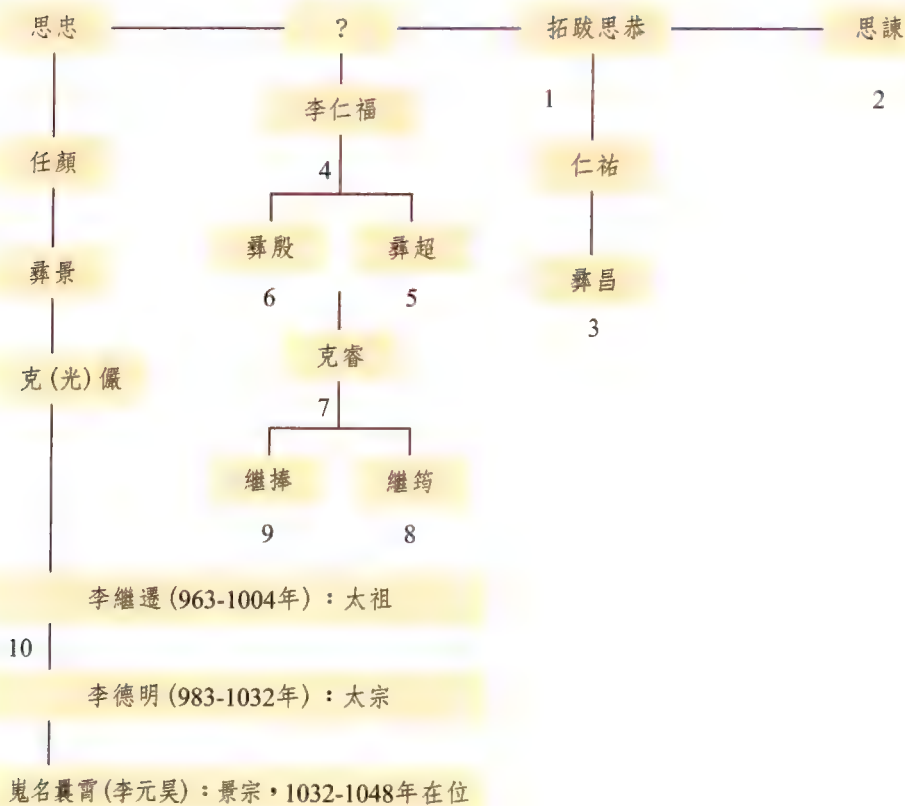 思忠 ? 拓跋思恭 思諫
李仁福 1 2
任顏 4 仁祐
彞殷 彞超
彞景 6 5 彞昌
克睿 3
克(光)儼
7
繼捧 繼筠
9 8
李繼遷(963-1004年):太祖
10
李德明(983-1032年):太宗
嵬名曩霄(李元昊):景宗,1032-1048年在位